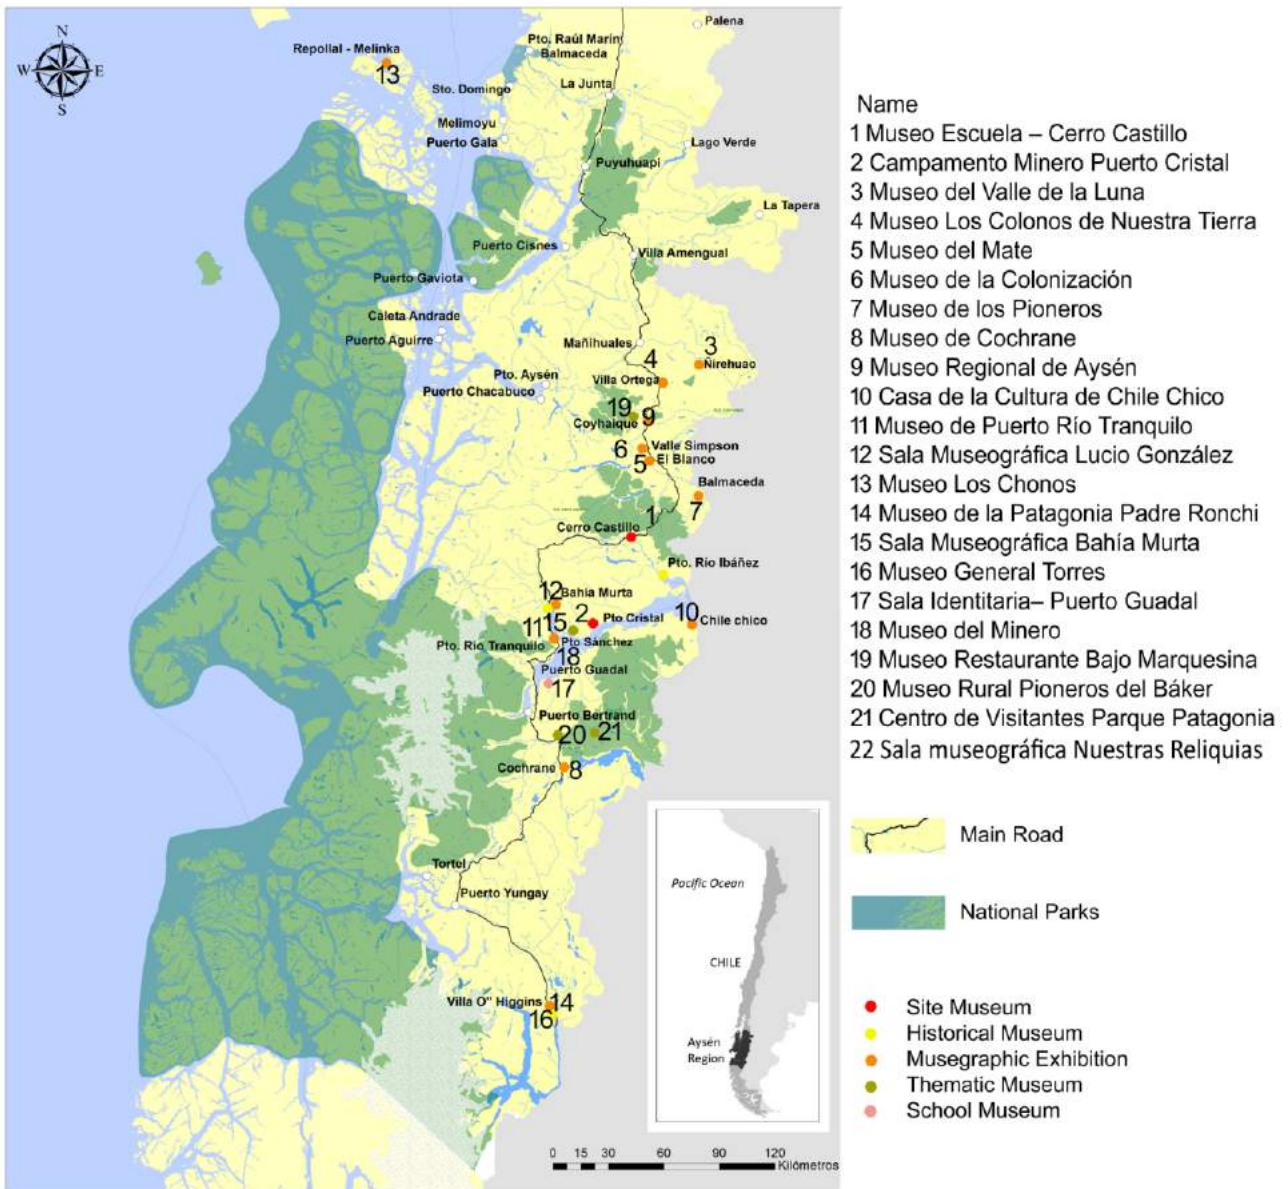 N
W E
S
Palena
Pto. Raúl Marín
Balmaceda
Repollal - Melinka
13
La Junta
Sto. Domingo
Melimoyu
Puerto Gala
Lago Verde
Puyuhuapi
La Tapera
Puerto Cisnes
Villa Amengual
Puerto Gaviota
Caleta Andrade
Puerto Aguirre
Mañihuales
3
4
Ñirehuao
Pto. Aysén
Villa Ortega
Puerto Chacabuco
19
9
Coyhaique
6
Valle Simpson
5
El Blanco
Balmaceda
7
1
Cerro Castillo
Pto. Río Ibáñez
12
Bahía Murta
2
Pto Cristal
10
Chile chico
11
15
Pto Sánchez
Pto. Río Tranquilo
18
Puerto Guadal
17
Puerto Bertrand
20
21
Cochrane
8
Tortel
Puerto Yungay
Villa O" Higgins
14
16
Pacific Ocean
CHILE
Aysén
Region
0 15 30 60 90 120
Kilómetros
Name
1 Museo Escuela – Cerro Castillo
2 Campamento Minero Puerto Cristal
3 Museo del Valle de la Luna
4 Museo Los Colonos de Nuestra Tierra
5 Museo del Mate
6 Museo de la Colonización
7 Museo de los Pioneros
8 Museo de Cochrane
9 Museo Regional de Aysén
10 Casa de la Cultura de Chile Chico
11 Museo de Puerto Río Tranquilo
12 Sala Museográfica Lucio González
13 Museo Los Chonos
14 Museo de la Patagonia Padre Ronchi
15 Sala Museográfica Bahía Murta
16 Museo General Torres
17 Sala Identitaria– Puerto Guadal
18 Museo del Minero
19 Museo Restaurante Bajo Marquesina
20 Museo Rural Pioneros del Báker
21 Centro de Visitantes Parque Patagonia
22 Sala museográfica Nuestras Reliquias
Main Road
National Parks
Site Museum
Historical Museum
Musegraphic Exhibition
Thematic Museum
School Museum